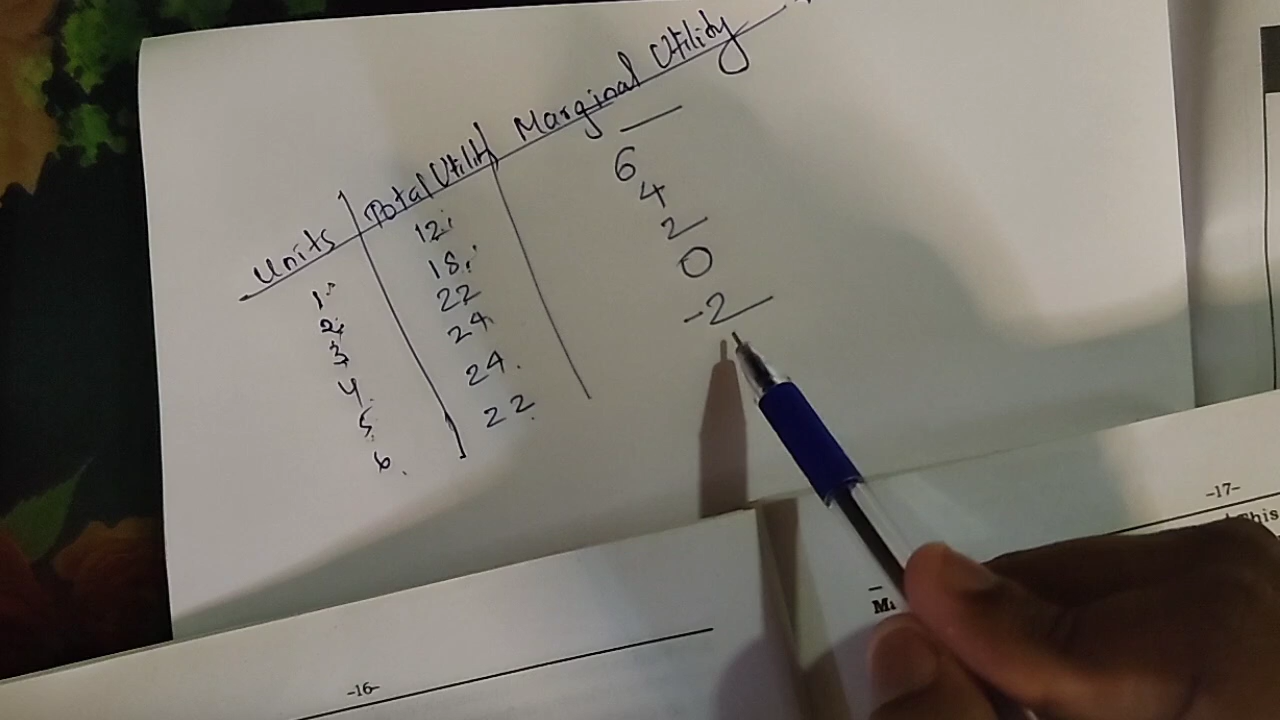 Units Total Utility Marginal Utility
1 12 —
2 18 6
3 22 4
4 24 2
5 24 0
6 22 -2
-17-
This
-16-